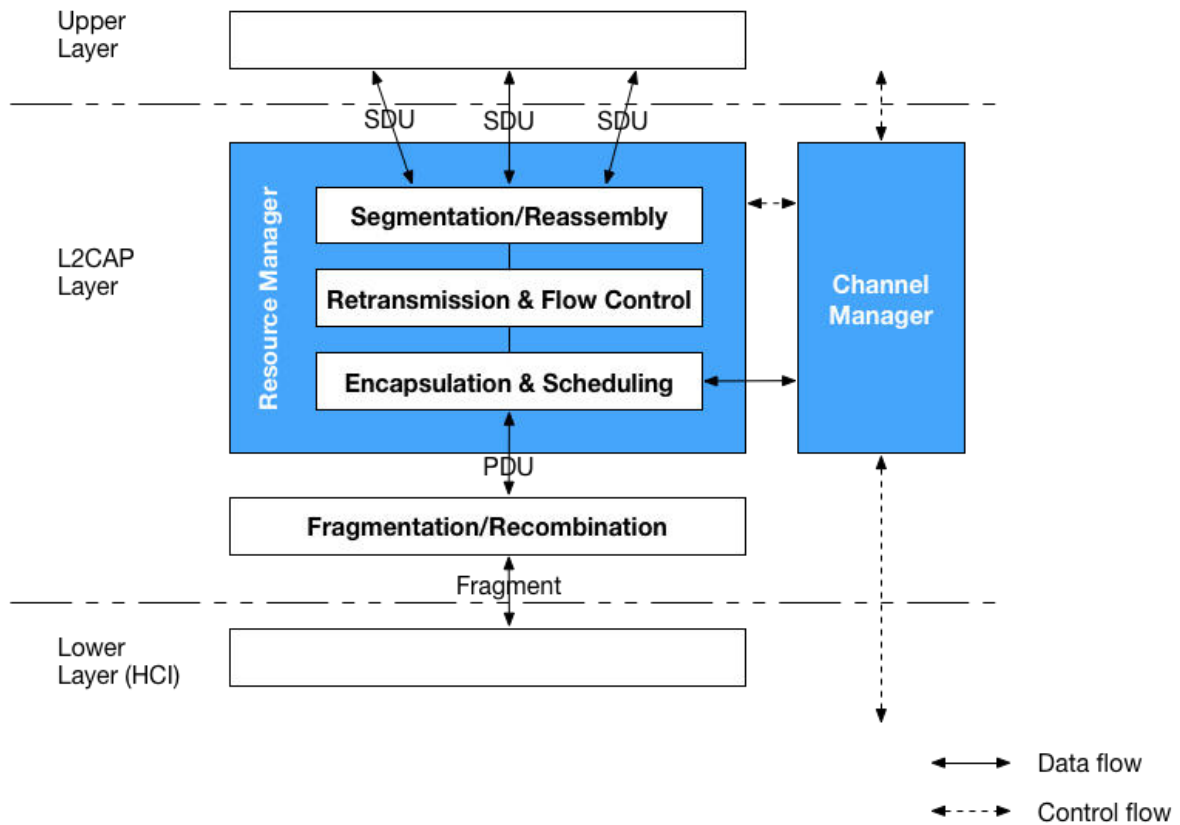 Upper
Layer
SDU
SDU
SDU
L2CAP
Layer
Resource Manager
Segmentation/Reassembly
Retransmission & Flow Control
Encapsulation & Scheduling
Channel
Manager
PDU
Fragmentation/Recombination
Fragment
Lower
Layer (HCI)
Data flow
Control flow